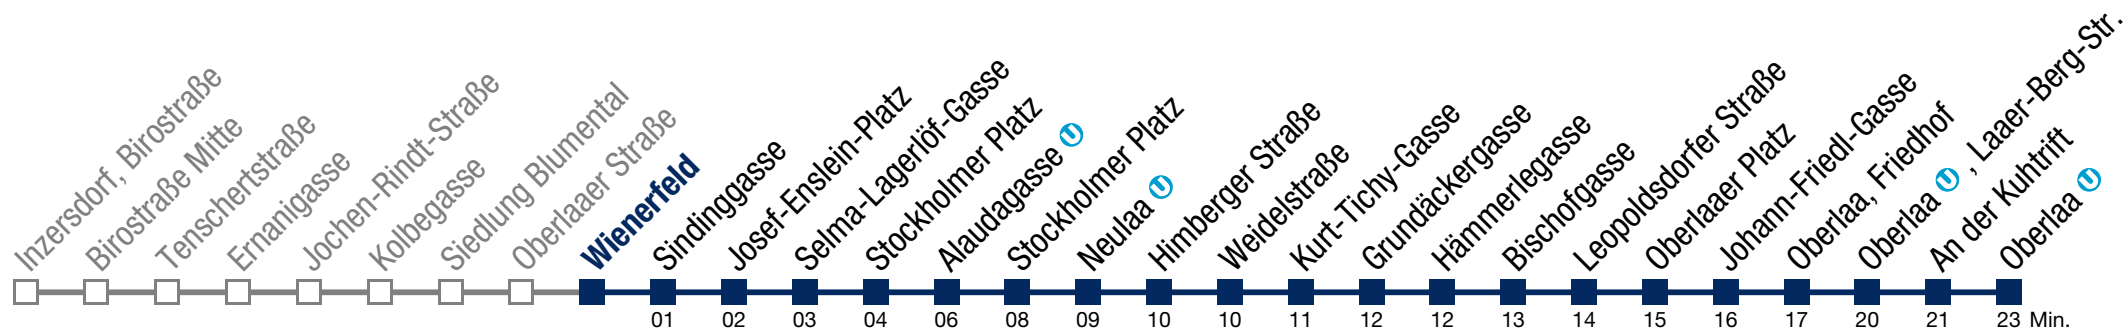 Inzersdorf, Birostraße
Birostraße Mitte
Tenschertstraße
Ernanigasse
Jochen-Rindt-Straße
Kolbegasse
Siedlung Blumental
Oberlaaer Straße
Wienerfeld
Sindinggasse
Josef-Enslein-Platz
Selma-Lagerlöf-Gasse
Stockholmer Platz
Alaudagasse U
Stockholmer Platz
Neulaa U
Himberger Straße
Weidelstraße
Kurt-Tichy-Gasse
Grundäckergasse
Hämmerlegasse
Bischofgasse
Leopoldsdorfer Straße
Oberlaaer Platz
Johann-Friedl-Gasse
Oberlaa, Friedhof
Oberlaa U , Laaer-Berg-Str.
An der Kuhtrift
Oberlaa U
01 02 03 04 06 08 09 10 10 11 12 12 13 14 15 16 17 20 21 23 Min.